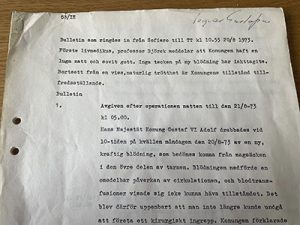 Bulletin som ringdes in från Sofiero till TT kl 10.55 20/8 1973.
Förste livmedikus, professor Björck meddelar att Konungen haft en
lugn natt och sovit gott. Inga tecken på ny blödning har iakttagits.
Bortsett från en viss, naturlig trötthet är Konungens tillstånd till-
fredsställande.
Bulletin
1. Avgiven efter operationen natten till den 21/8-73
kl 05.00.
Hans Majestät Konung Gustaf VI Adolf drabbades vid
10-tiden på kvällen måndagen den 20/8-73 av en ny,
kraftig blödning, som bedömes komma från magsäcken
i den övre delen av tarmen. Blödningen medförde en
omedelbar påverkan av cirkulationen, och blodtrans-
fusioner visade sig icke kunna häva tillståndet. Det
blev därför uppenbart att man inte längre kunde undgå
att företa ett kirurgiskt ingrepp. Konungen förklarade